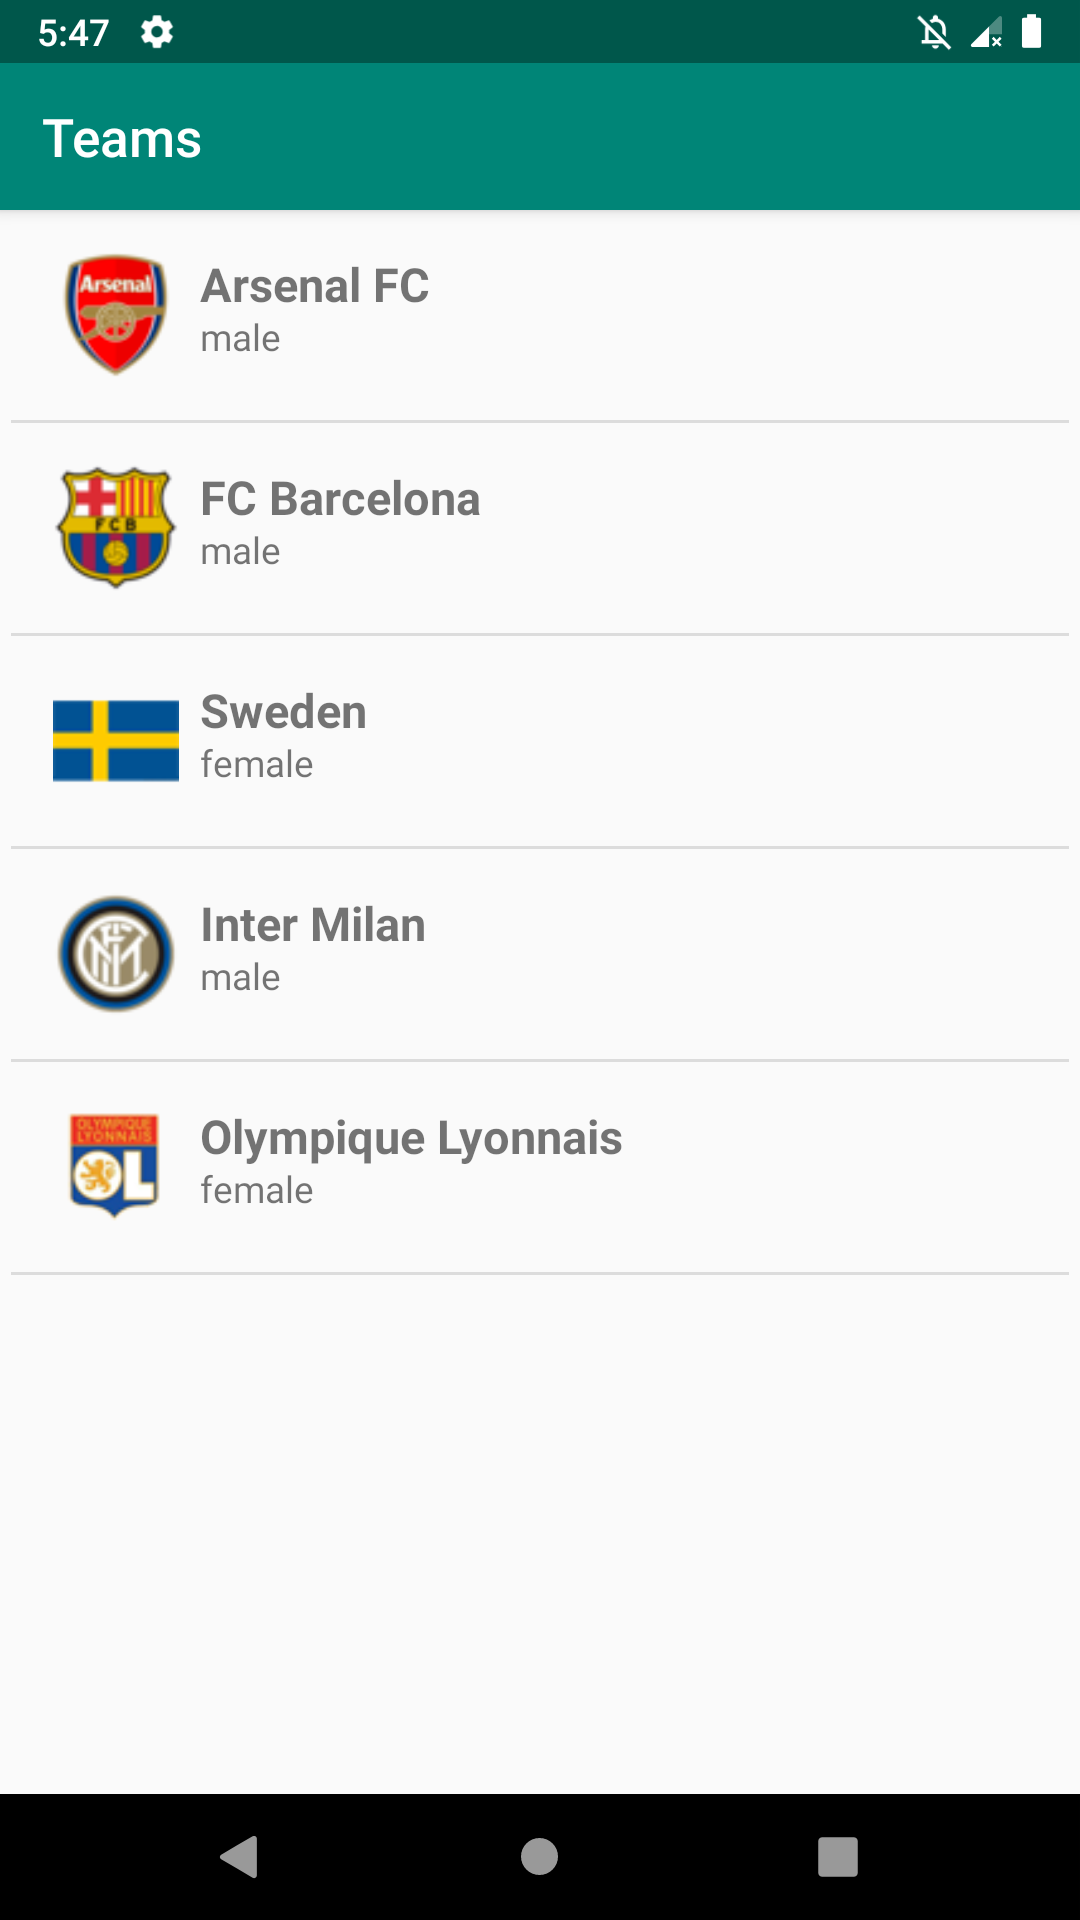 5:47
Teams
Arsenal
Arsenal FC
male
FCB
FC Barcelona
male
Sweden
female
Inter Milan
male
OLYMPIQUE
LYONNAIS
OL
Olympique Lyonnais
female